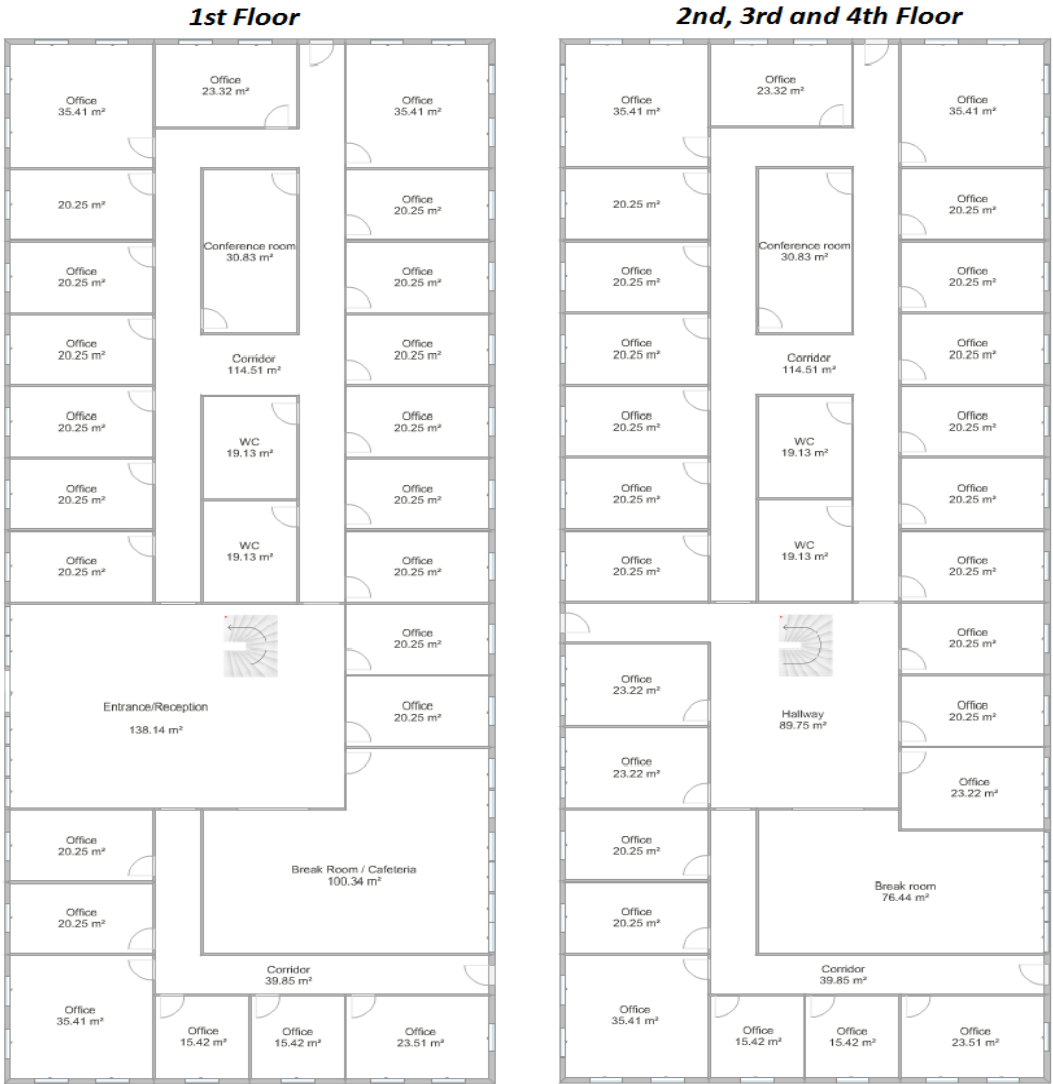 1st Floor
2nd, 3rd and 4th Floor
Office
23.32 m²
Office
35.41 m²
Office
35.41 m²
20.25 m²
Office
20.25 m²
Conference room
30.83 m²
Office
20.25 m²
Office
20.25 m²
Office
20.25 m²
Office
20.25 m²
Corridor
114.51 m²
Office
20.25 m²
Office
20.25 m²
WC
19.13 m²
Office
20.25 m²
Office
20.25 m²
WC
19.13 m²
Office
20.25 m²
Office
20.25 m²
Office
20.25 m²
Entrance/Reception
138.14 m²
Office
20.25 m²
Office
20.25 m²
Break Room / Cafeteria
100.34 m²
Office
20.25 m²
Corridor
39.85 m²
Office
35.41 m²
Office
15.42 m²
Office
15.42 m²
Office
23.51 m²
Office
23.32 m²
Office
35.41 m²
Office
35.41 m²
20.25 m²
Office
20.25 m²
Conference room
30.83 m²
Office
20.25 m²
Office
20.25 m²
Office
20.25 m²
Office
20.25 m²
Corridor
114.51 m²
Office
20.25 m²
Office
20.25 m²
WC
19.13 m²
Office
20.25 m²
Office
20.25 m²
WC
19.13 m²
Office
20.25 m²
Office
20.25 m²
Office
20.25 m²
Office
23.22 m²
Hallway
89.75 m²
Office
20.25 m²
Office
23.22 m²
Office
23.22 m²
Office
20.25 m²
Break room
76.44 m²
Office
20.25 m²
Corridor
39.85 m²
Office
35.41 m²
Office
15.42 m²
Office
15.42 m²
Office
23.51 m²